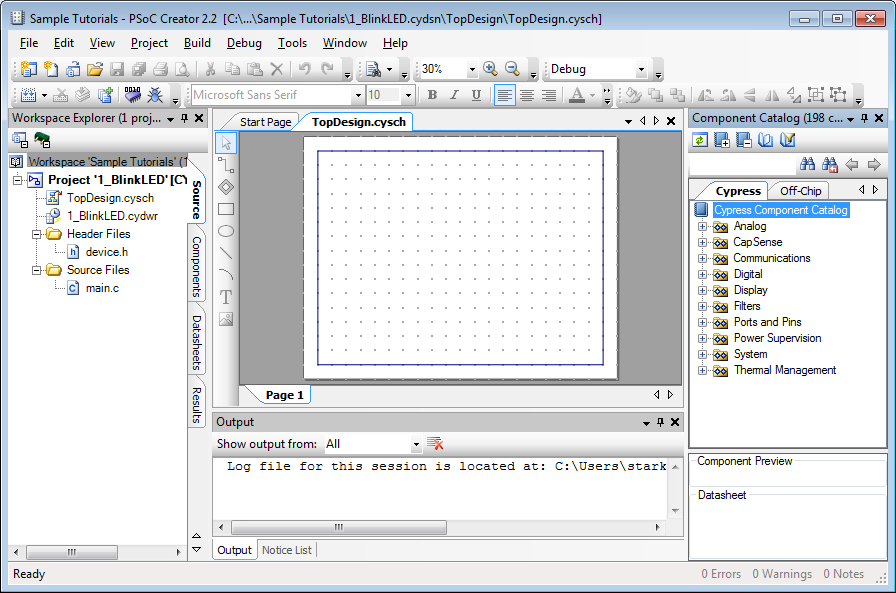 Sample Tutorials - PSoC Creator 2.2 [C:\...\Sample Tutorials\1_BlinkLED.cydsn\TopDesign\TopDesign.cysch]
File Edit View Project Build Debug Tools Window Help
30% Debug
Microsoft Sans Serif 10 B I U A
Workspace Explorer (1 proj...
Start Page TopDesign.cysch
Component Catalog (198 c...
Workspace 'Sample Tutorials' (1
Project '1_BlinkLED' [CY
TopDesign.cysch
1_BlinkLED.cydwr
Header Files
device.h
Source Files
main.c
Source
Components
Datasheets
Results
T
Page 1
Cypress Off-Chip
Cypress Component Catalog
Analog
CapSense
Communications
Digital
Display
Filters
Ports and Pins
Power Supervision
System
Thermal Management
Output
Show output from: All
Log file for this session is located at: C:\Users\stark
Output Notice List
Component Preview
Datasheet
Ready 0 Errors 0 Warnings 0 Notes